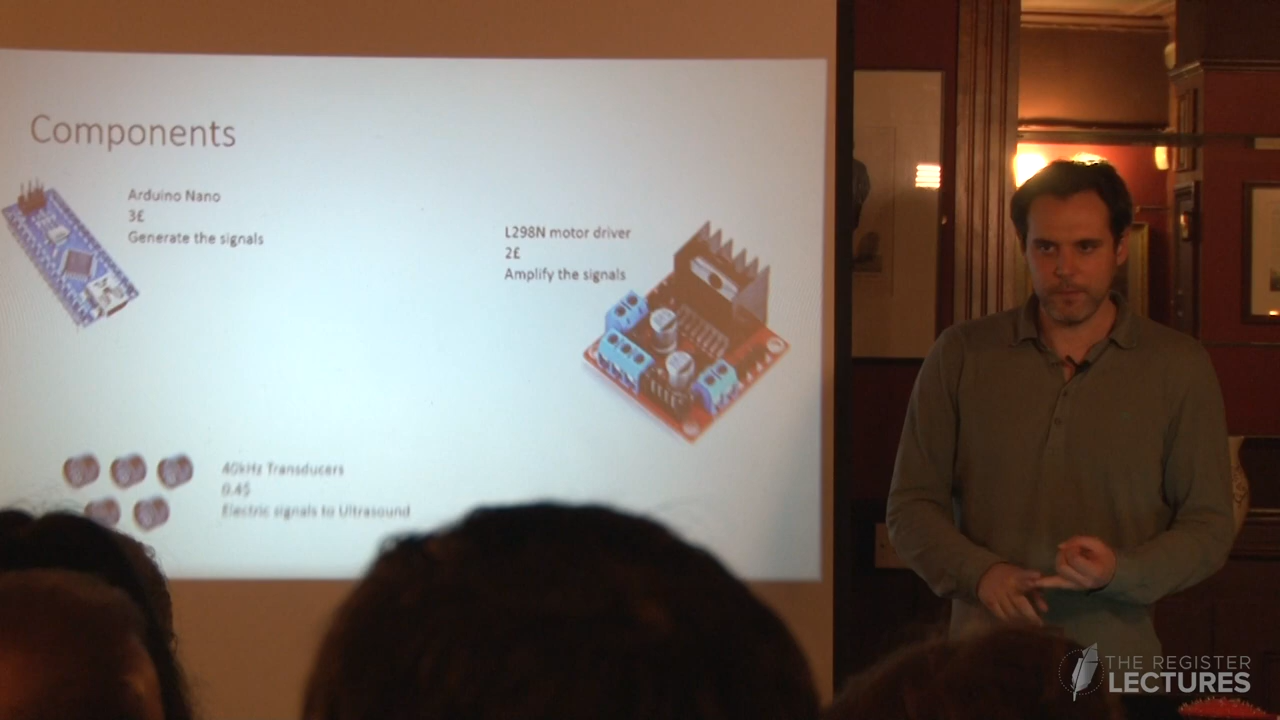 Components
Arduino Nano
3£
Generate the signals
L298N motor driver
2£
Amplify the signals
40kHz Transducers
0.4$
Electric signals to Ultrasound
THE REGISTER
LECTURES